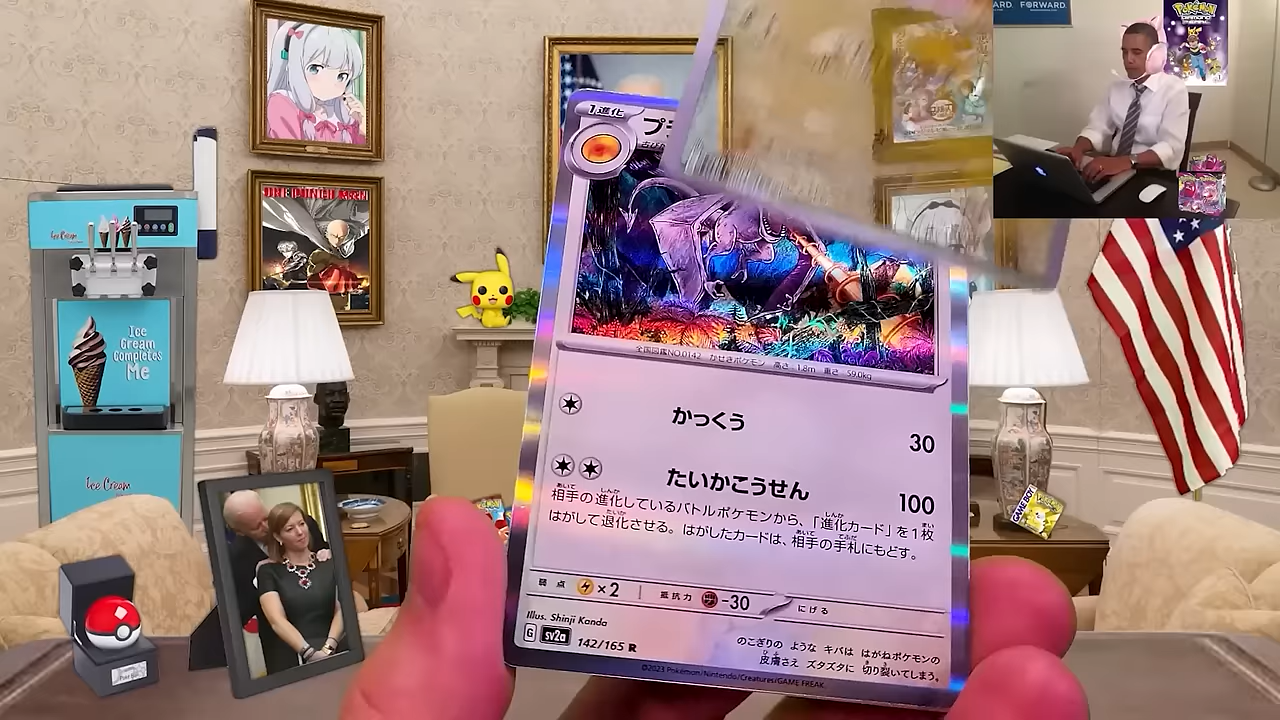 ARD. FORWARD.
POKéMON
1進化
プ
ONE PUNCH MAN
Ice Cream
Ice
Cream
Completes
Me
Ice Cream
GAME BOY
全国図鑑NO.0142 かせきポケモン 高さ:1.8m 重さ:59.0kg
かっくう 30
たいかこうせん 100
相手の進化しているバトルポケモンから、「進化カード」を1枚
はがして退化させる。はがしたカードは、相手の手札にもどす。
弱点 ×2 抵抗力 -30 にげる
Illus. Shinji Kanda
G sv2a 142/165 R
のこぎりの ような キバは はがねポケモンの
皮膚さえ ズタズタに 切り裂いてしまう。
©2023 Pokémon/Nintendo/Creatures/GAME FREAK.